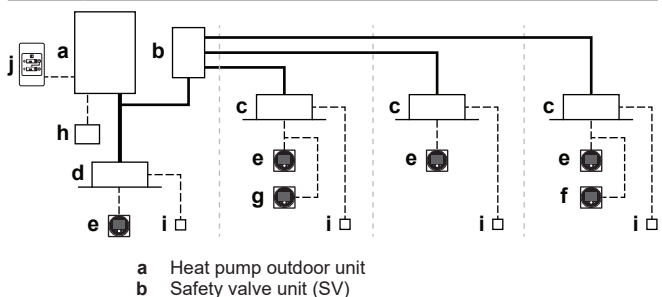 j
a
b
h
c
c
c
d
e
e
e
g
f
e
i
i
i
i
a Heat pump outdoor unit
b Safety valve unit (SV)